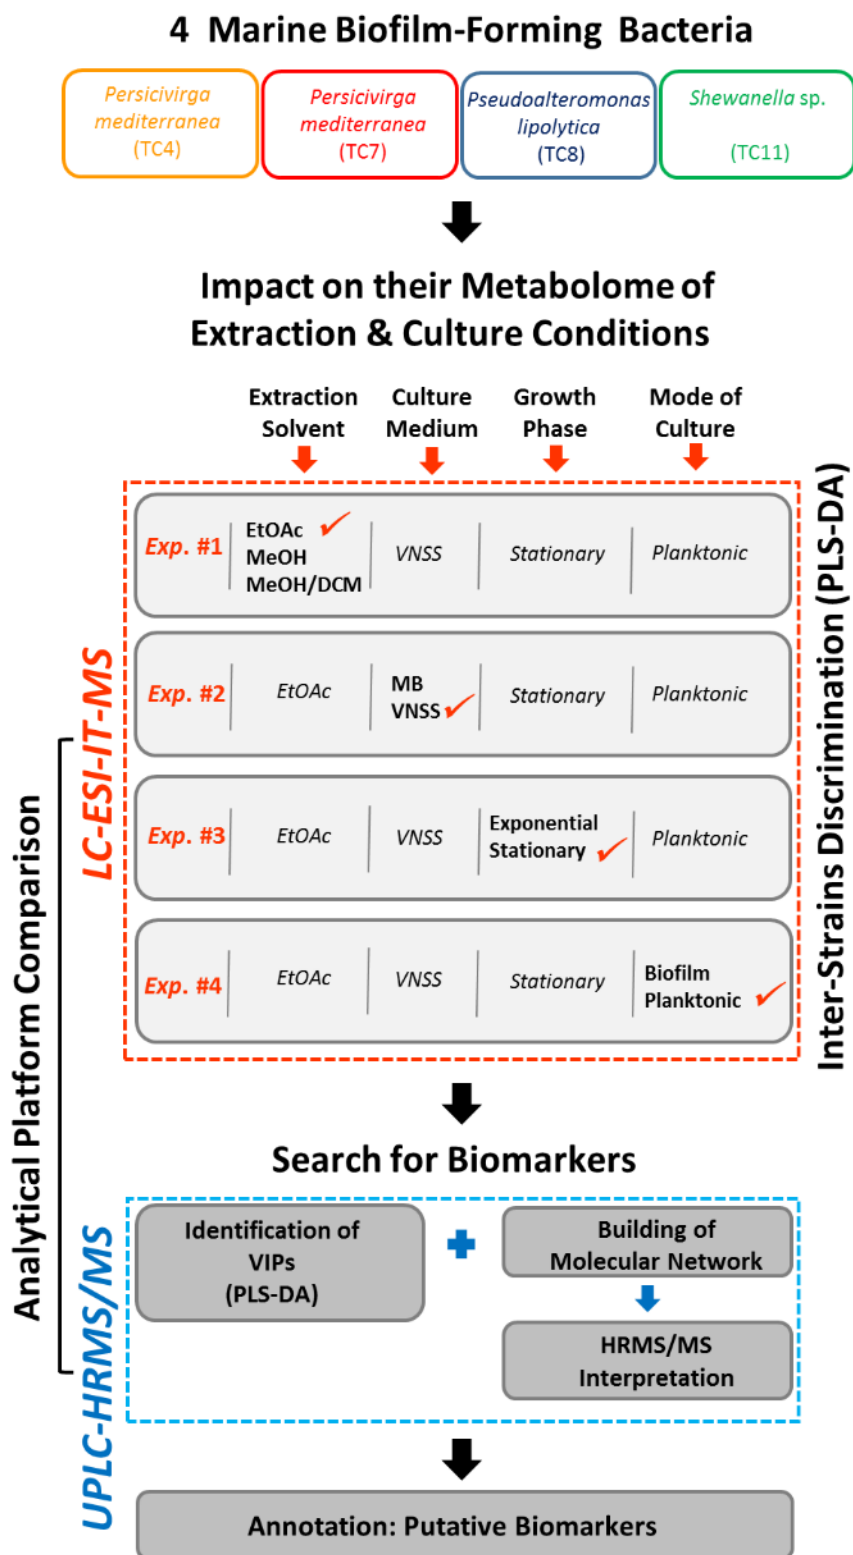 4 Marine Biofilm-Forming Bacteria
Persicivirga
mediterranea
(TC4)
Persicivirga
mediterranea
(TC7)
Pseudoalteromonas
lipolytica
(TC8)
Shewanella sp.
(TC11)
Impact on their Metabolome of
Extraction & Culture Conditions
Extraction
Solvent
Culture
Medium
Growth
Phase
Mode of
Culture
LC-ESI-IT-MS
Exp. #1
EtOAc
MeOH
MeOH/DCM
VNSS
Stationary
Planktonic
Exp. #2
EtOAc
MB
VNSS
Stationary
Planktonic
Exp. #3
EtOAc
VNSS
Exponential
Stationary
Planktonic
Exp. #4
EtOAc
VNSS
Stationary
Biofilm
Planktonic
Inter-Strains Discrimination (PLS-DA)
Analytical Platform Comparison
Search for Biomarkers
UPLC-HRMS/MS
Identification of
VIPs
(PLS-DA)
Building of
Molecular Network
HRMS/MS
Interpretation
Annotation: Putative Biomarkers